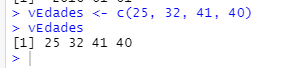 > vEdades <- c(25, 32, 41, 40)
> vEdades
[1] 25 32 41 40
>